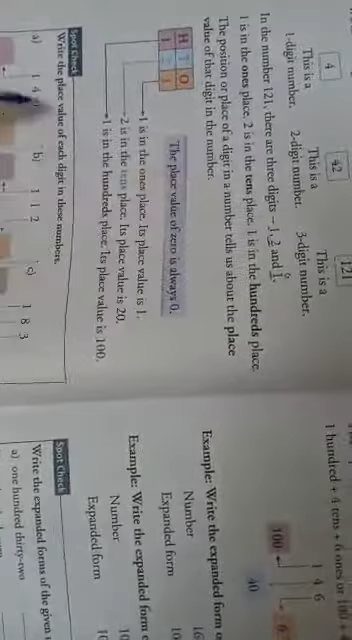 4
This is a
1-digit number.
42
This is a
2-digit number.
121
This is a
3-digit number.
In the number 121, there are three digits – 1, 2 and 1.
1 is in the ones place. 2 is in the tens place. 1 is in the hundreds place.
The position or place of a digit in a number tells us about the place
value of that digit in the number.
H T O
1 2 1
The place value of zero is always 0.
1 is in the ones place. Its place value is 1.
2 is in the tens place. Its place value is 20.
1 is in the hundreds place. Its place value is 100.
Spot Check
Write the place value of each digit in these numbers.
a) 1 4
b) 1 1 2
c) 1 8 3
1 hundred + 4 tens + 6 ones or 100 +
1 4 6
100
40
6
Example: Write the expanded form
Number
Expanded form
Example: Write the expanded form
Number
Expanded form
Spot Check
Write the expanded forms of the given
a) one hundred thirty-two